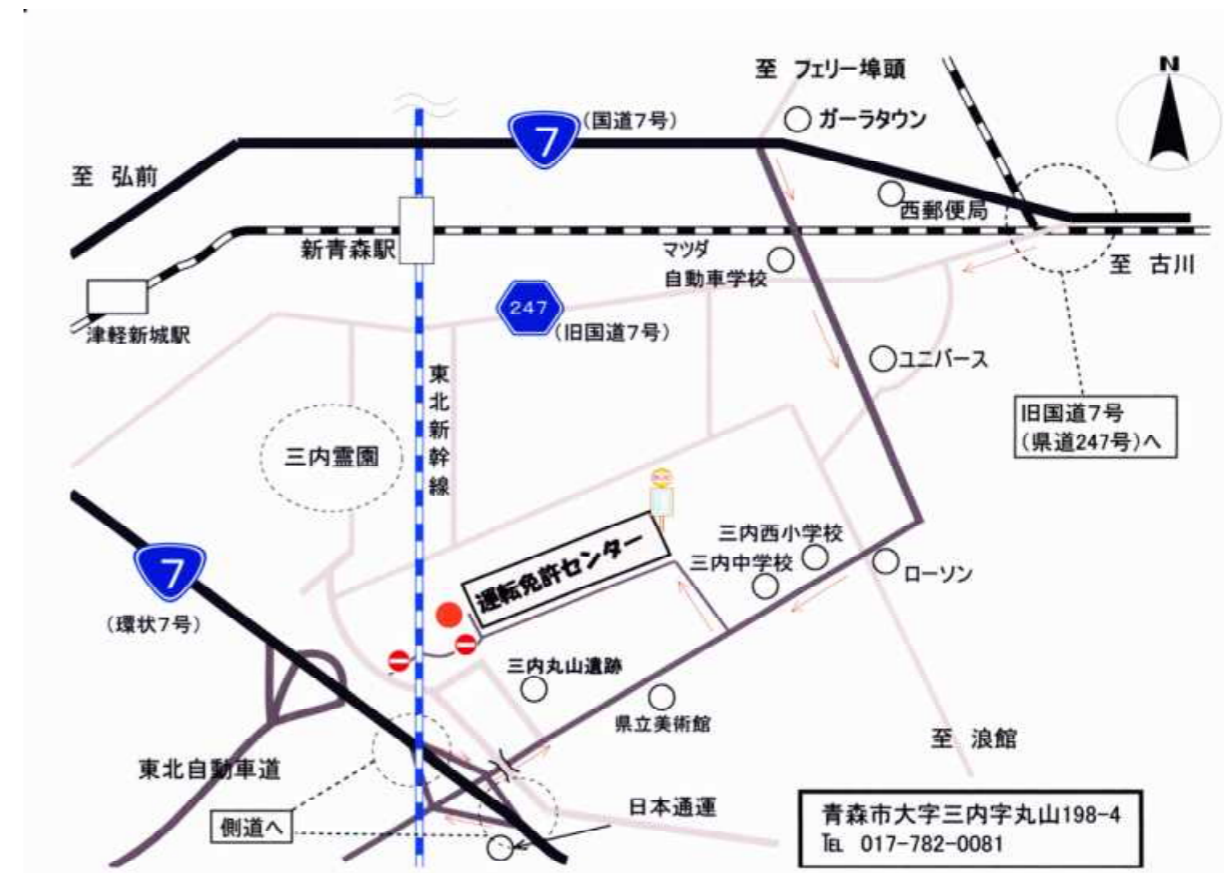 至 フェリー埠頭
N
ガーラタウン
7
(国道7号)
至 弘前
西郵便局
新青森駅
マツダ
自動車学校
至 古川
247
(旧国道7号)
津軽新城駅
ユニバース
東北新幹線
旧国道7号
(県道247号)へ
三内霊園
三内西小学校
三内中学校
運転免許センター
ローソン
7
(環状7号)
三内丸山遺跡
県立美術館
至 浪館
東北自動車道
日本通運
側道へ
青森市大字三内字丸山198-4
℡ 017-782-0081